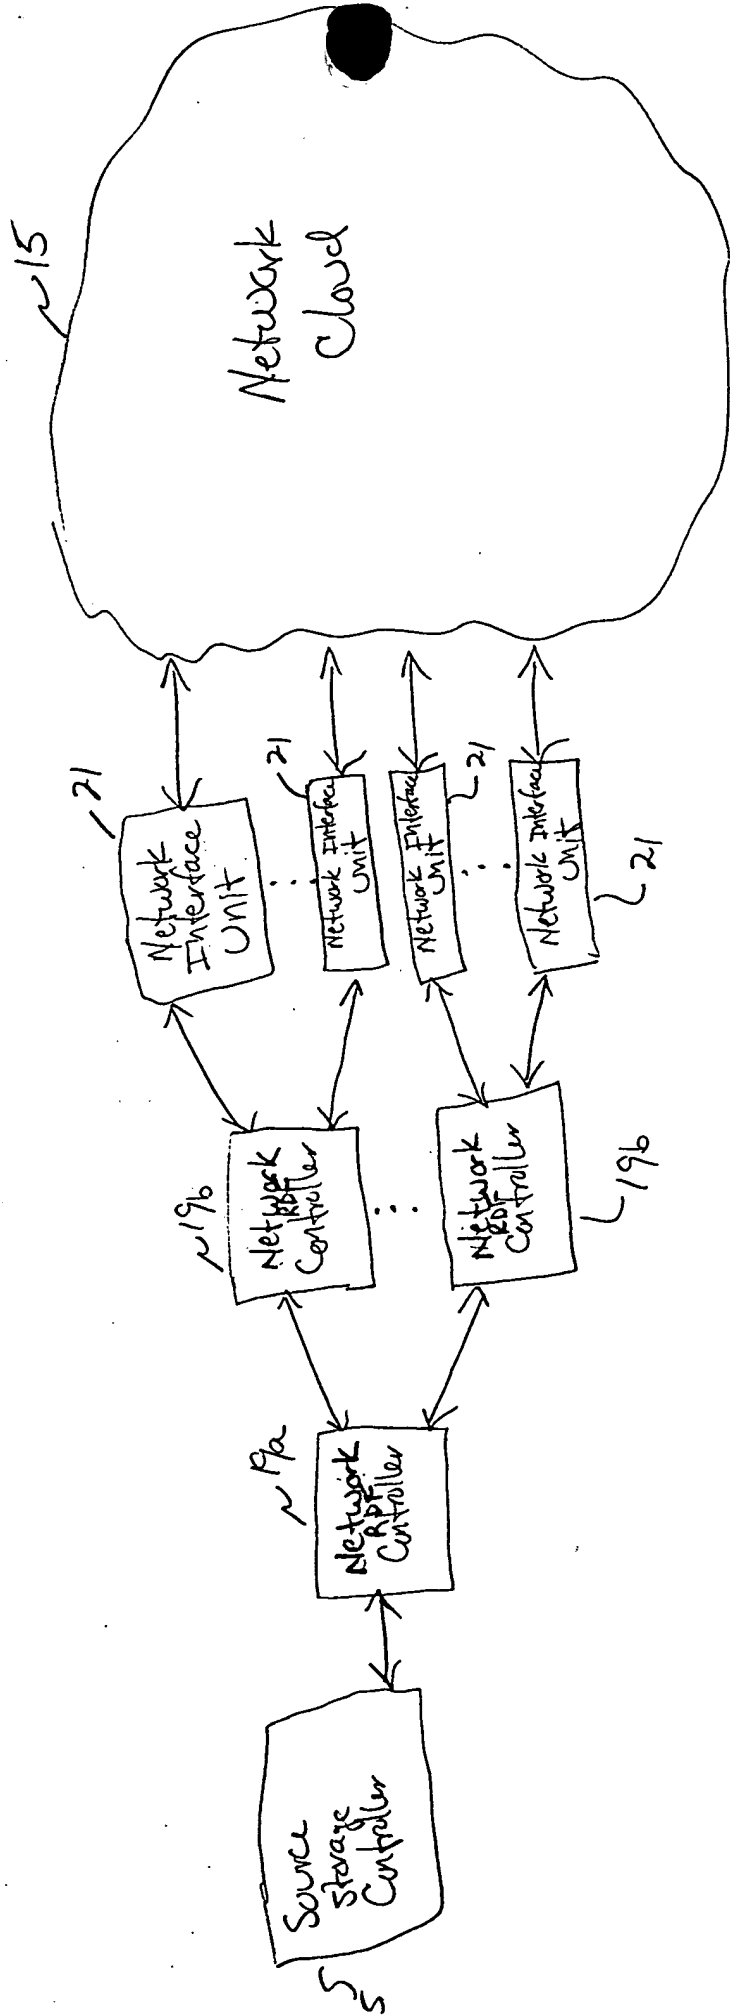 Source
Storage
Controller
5
Network
RDF
Controller
19a
Network
RDF
Controller
19b
...
Network
RDF
Controller
19b
Network
Interface
Unit
21
...
Network Interface
Unit
21
Network Interface
Unit
21
...
Network Interface
Unit
21
Network
Cloud
15